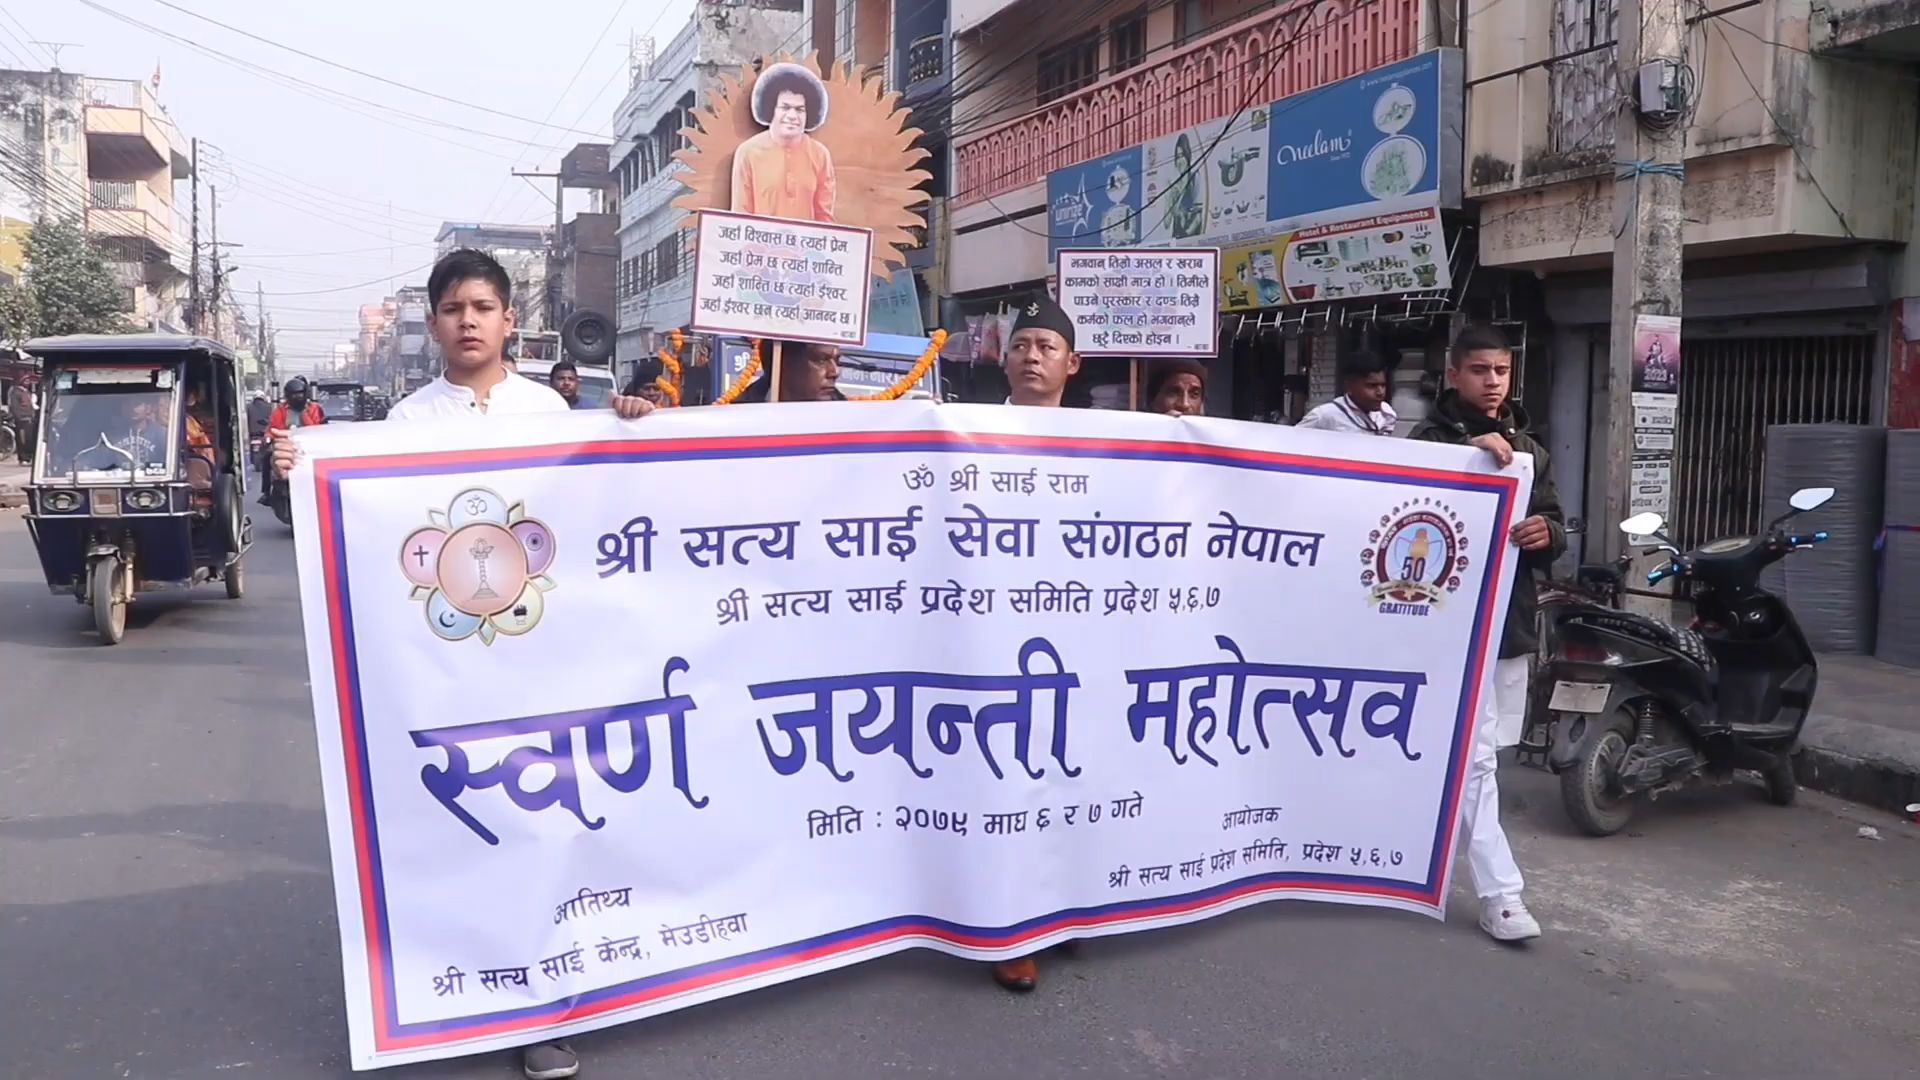 जहाँ विश्वास छ त्यहाँ प्रेम,
जहाँ प्रेम छ त्यहाँ शान्ति
जहाँ शान्ति छ त्यहाँ ईश्वर,
जहाँ ईश्वर छन् त्यहाँ आनन्द छ ।
- बाबा
भगवान् तिम्रो असल र खराब
कामको साक्षी मात्र हो । तिमीले
पाउने पुरस्कार र दण्ड तिम्रै
कर्मको फल हो भगवानले
छुट्टै दिएको होइन ।
- बाबा
unirize
neelam
Hotel & Restaurant Equipments
ॐ श्री साई राम
श्री सत्य साई सेवा संगठन नेपाल
श्री सत्य साई प्रदेश समिति प्रदेश ५,६,७
ॐ
50
GRATITUDE
स्वर्ण जयन्ती महोत्सव
मिति : २०७९ माघ ६ र ७ गते
आयोजक
श्री सत्य साई प्रदेश समिति, प्रदेश ५,६,७
आतिथ्य
श्री सत्य साई केन्द्र, मेउडीहवा